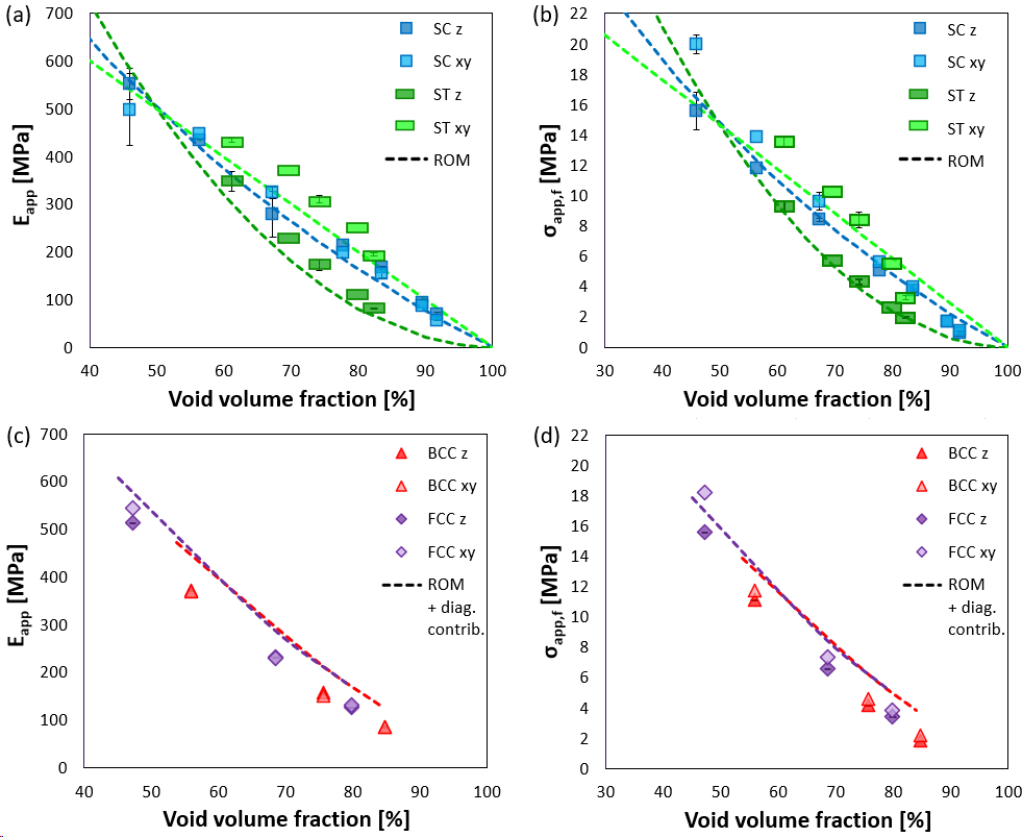 (a)
700
600
500
400
300
200
100
0
E_app [MPa]
40 50 60 70 80 90 100
Void volume fraction [%]
SC z
SC xy
ST z
ST xy
ROM
(b)
22
20
18
16
14
12
10
8
6
4
2
0
σ_app,f [MPa]
30 40 50 60 70 80 90 100
Void volume fraction [%]
SC z
SC xy
ST z
ST xy
ROM
(c)
700
600
500
400
300
200
100
0
E_app [MPa]
40 50 60 70 80 90 100
Void volume fraction [%]
BCC z
BCC xy
FCC z
FCC xy
ROM
+ diag.
contrib.
(d)
22
20
18
16
14
12
10
8
6
4
2
0
σ_app,f [MPa]
30 40 50 60 70 80 90 100
Void volume fraction [%]
BCC z
BCC xy
FCC z
FCC xy
ROM
+ diag.
contrib.